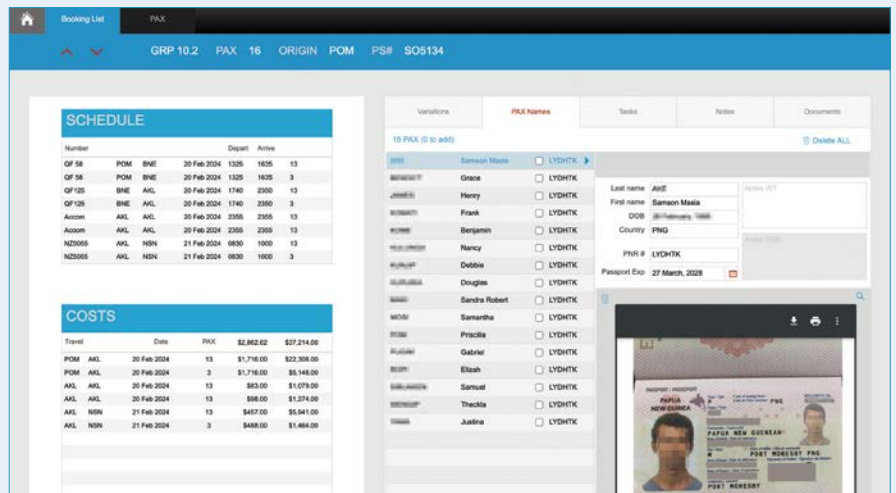 Booking List PAX
GRP 10.2 PAX 16 ORIGIN POM PS# SO5134
SCHEDULE
Number Depart Arrive
QF 58 POM BNE 20 Feb 2024 1325 1635 13
QF 58 POM BNE 20 Feb 2024 1325 1635 3
QF125 BNE AKL 20 Feb 2024 1740 2350 13
QF125 BNE AKL 20 Feb 2024 1740 2350 3
Accom AKL AKL 20 Feb 2024 2355 2355 13
Accom AKL AKL 20 Feb 2024 2355 2355 13
NZ5065 AKL NSN 21 Feb 2024 0830 1000 13
NZ5065 AKL NSN 21 Feb 2024 0830 1000 3
COSTS
Travel Date PAX $2,862.62 $37,214.00
POM AKL 20 Feb 2024 13 $1,716.00 $22,308.00
POM AKL 20 Feb 2024 3 $1,716.00 $5,148.00
AKL AKL 20 Feb 2024 13 $83.00 $1,079.00
AKL AKL 20 Feb 2024 13 $98.00 $1,274.00
AKL NSN 21 Feb 2024 13 $457.00 $5,941.00
AKL NSN 21 Feb 2024 3 $488.00 $1,464.00
Variations PAX Names Tasks Notes Documents
16 PAX (0 to add) Delete ALL
Samson Masia LYDHTK
Grace LYDHTK
Henry LYDHTK
Frank LYDHTK
Benjamin LYDHTK
Nancy LYDHTK
Debbie LYDHTK
Douglas LYDHTK
Sandra Robert LYDHTK
Samantha LYDHTK
Priscilla LYDHTK
Gabriel LYDHTK
Elizah LYDHTK
Samuel LYDHTK
Theckla LYDHTK
Justina LYDHTK
Last name AKE
First name Samson Masia
DOB
Country PNG
PNR # LYDHTK
Passport Exp 27 March, 2028
PASSPORT / PASSEPORT
PAPUA
NEW GUINEA
P PNG
PAPUA NEW GUINEAN
M PORT MORESBY PNG
PORT MORESBY